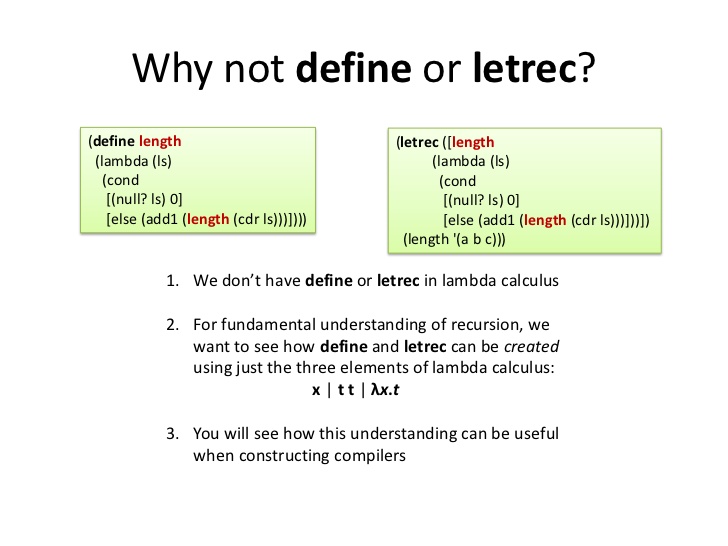 Why not define or letrec?
(define length
(lambda (ls)
(cond
[(null? ls) 0]
[else (add1 (length (cdr ls)))])))
(letrec ([length
(lambda (ls)
(cond
[(null? ls) 0]
[else (add1 (length (cdr ls)))]))])
(length '(a b c)))
1. We don’t have define or letrec in lambda calculus
2. For fundamental understanding of recursion, we
want to see how define and letrec can be created
using just the three elements of lambda calculus:
x | t t | λx.t
3. You will see how this understanding can be useful
when constructing compilers